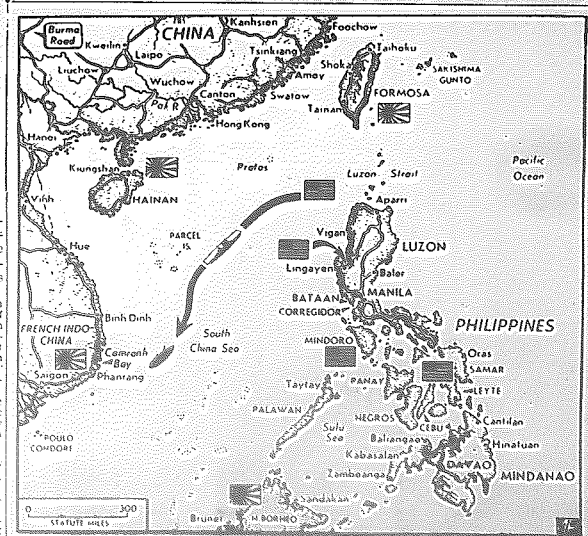 Burma
Road
CHINA
Kanhsien
Foochow
Kweilin
Laipo
Tsinkiang
Taihoku
Shoka
SAKISHIMA
GUNTO
Liuchow
Wuchow
Amoy
FORMOSA
Canton
Swatow
Tainan
Hong Kong
Hanoi
Kiungshan
Pratas
Luzon Strait
Pacific
Ocean
HAINAN
Aparri
Vinh
PARCEL
IS.
Vigan
LUZON
Hue
Lingayen
Baler
MANILA
BATAAN
CORREGIDOR
Binh Dinh
PHILIPPINES
FRENCH INDO-
CHINA
South
China Sea
MINDORO
Camranh
Bay
Oras
SAMAR
Saigon
Phanrang
Taytay
PANAY
LEYTE
PALAWAN
NEGROS
CEBU
Cantilan
POULO
CONDORE
Sulu
Sea
Baliangao
Hinatuan
Kabasalan
DAVAO
MINDANAO
Zamboanga
Sandakan
0 300
STATUTE MILES
Brunei
N. BORNEO